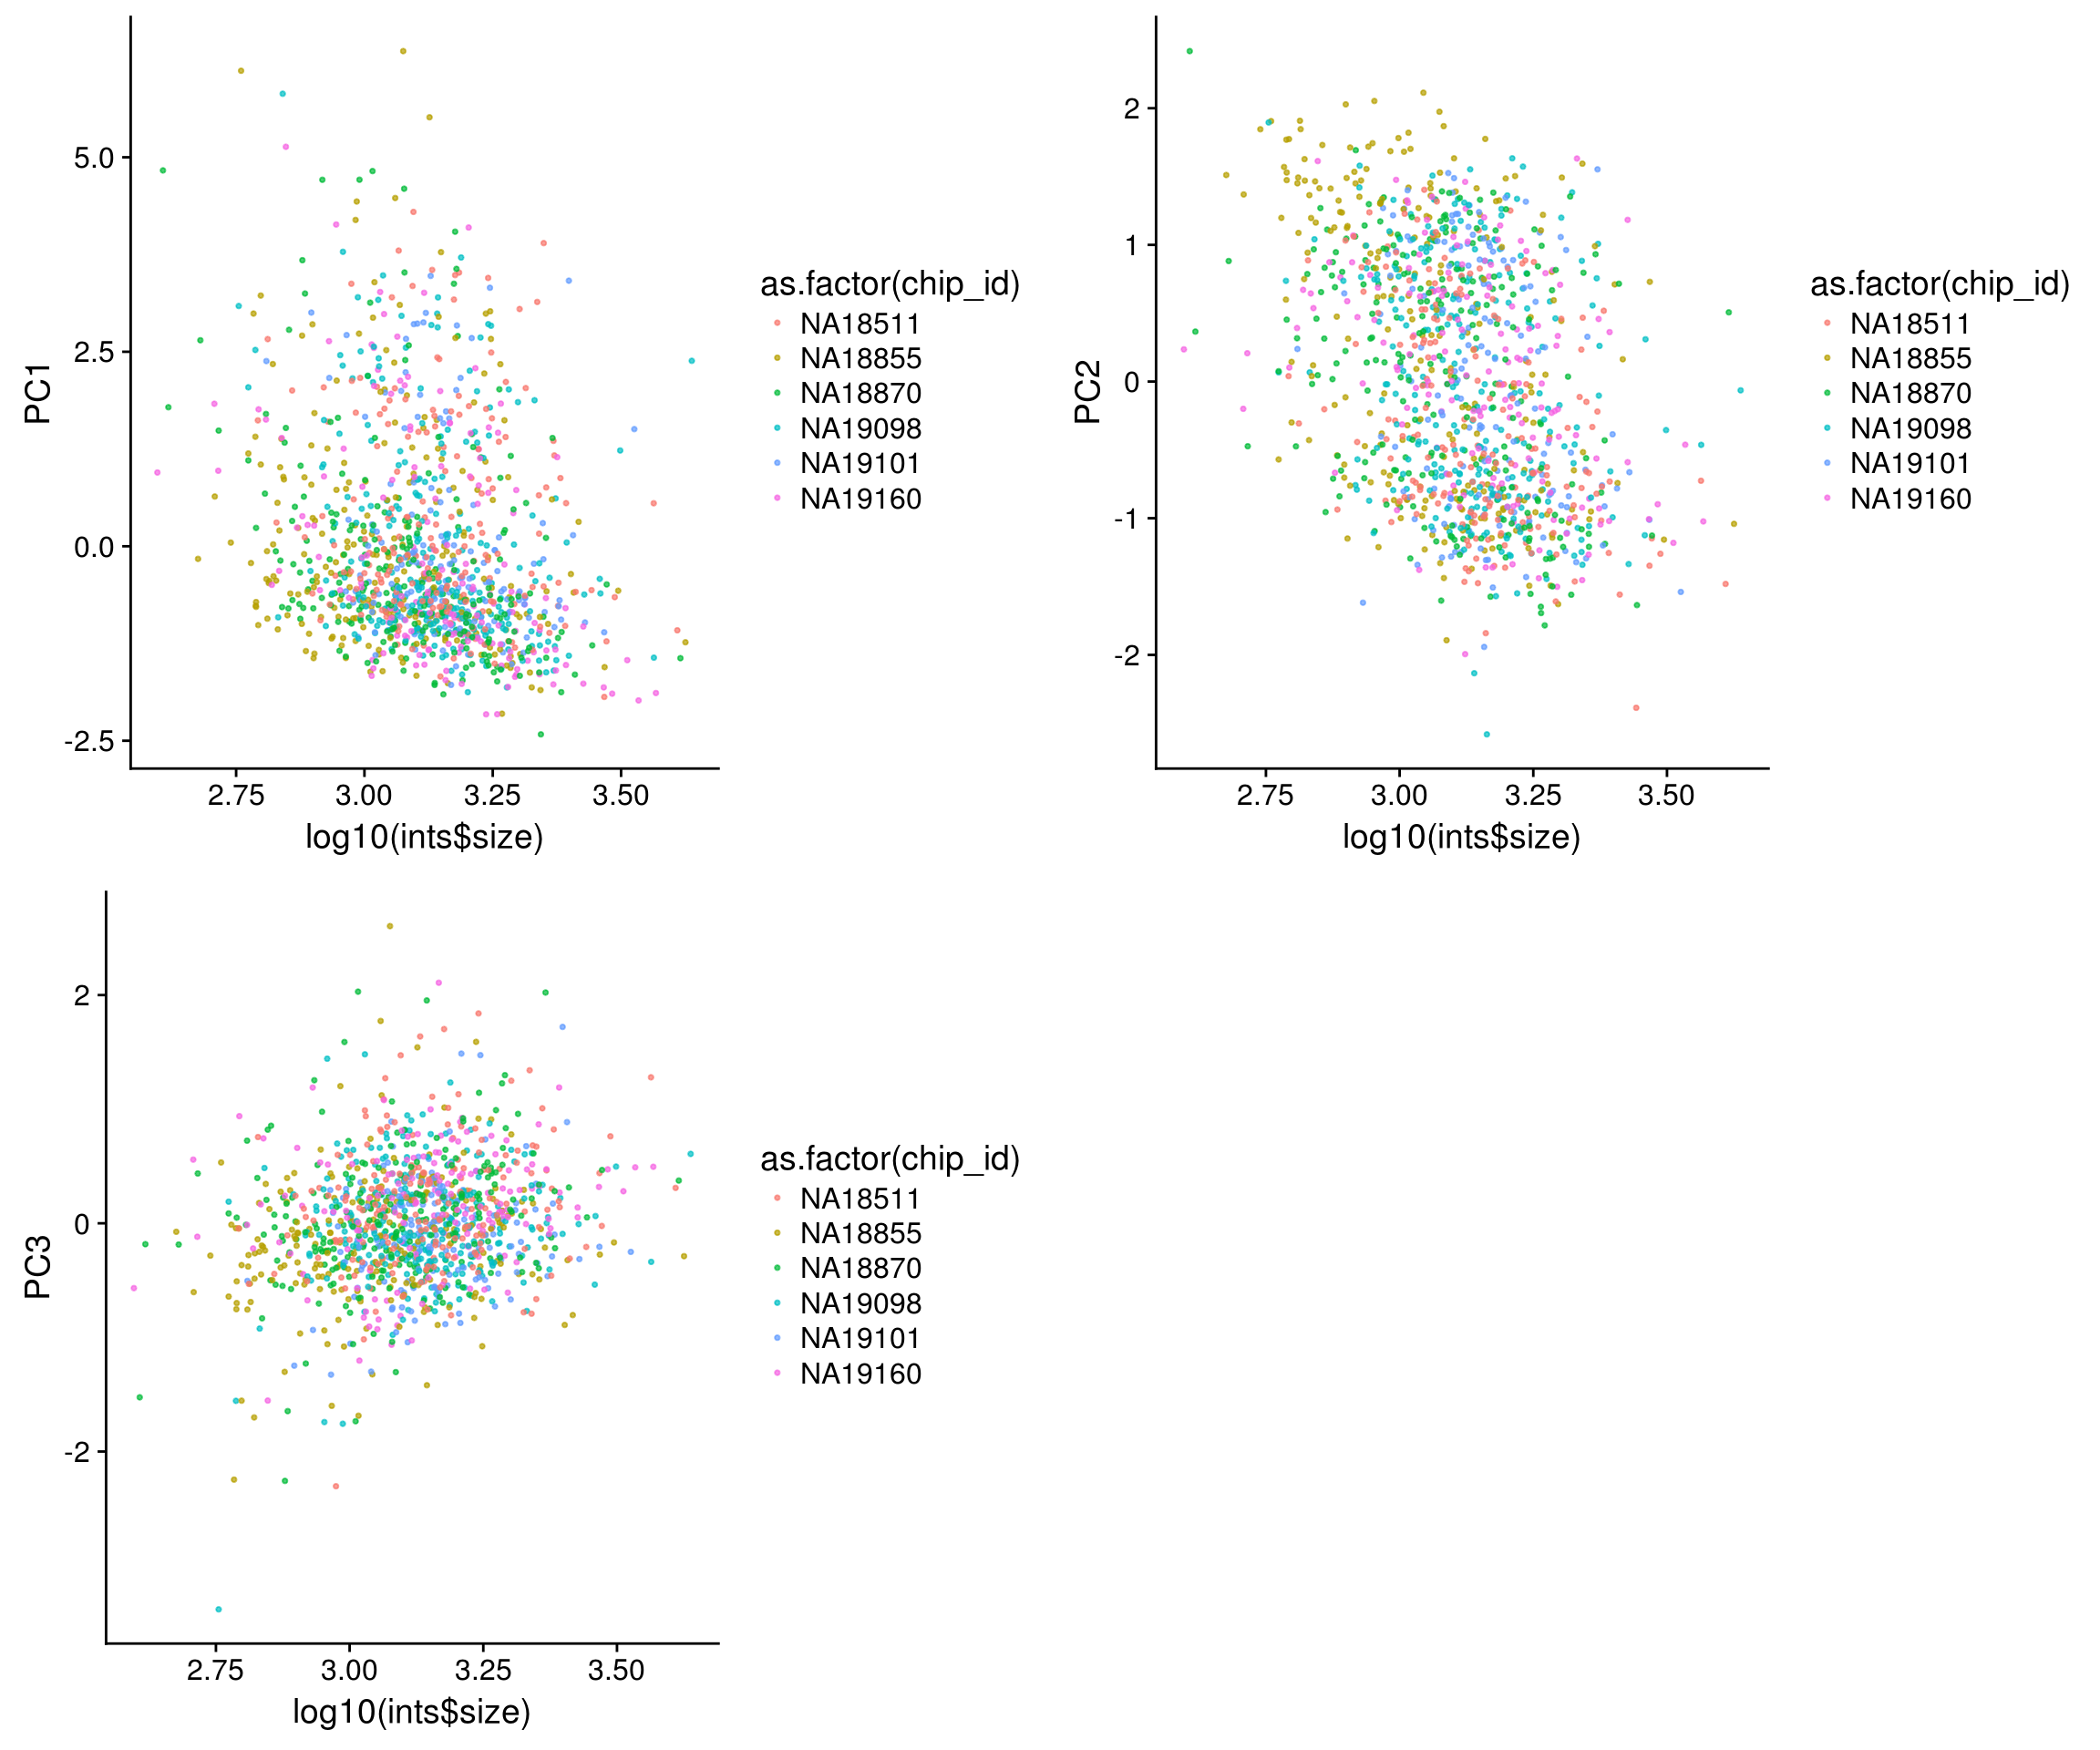 PC1
5.0
2.5
0.0
-2.5
2.75 3.00 3.25 3.50
log10(ints$size)
as.factor(chip_id)
NA18511
NA18855
NA18870
NA19098
NA19101
NA19160
PC2
2
1
0
-1
-2
2.75 3.00 3.25 3.50
log10(ints$size)
as.factor(chip_id)
NA18511
NA18855
NA18870
NA19098
NA19101
NA19160
PC3
2
0
-2
2.75 3.00 3.25 3.50
log10(ints$size)
as.factor(chip_id)
NA18511
NA18855
NA18870
NA19098
NA19101
NA19160